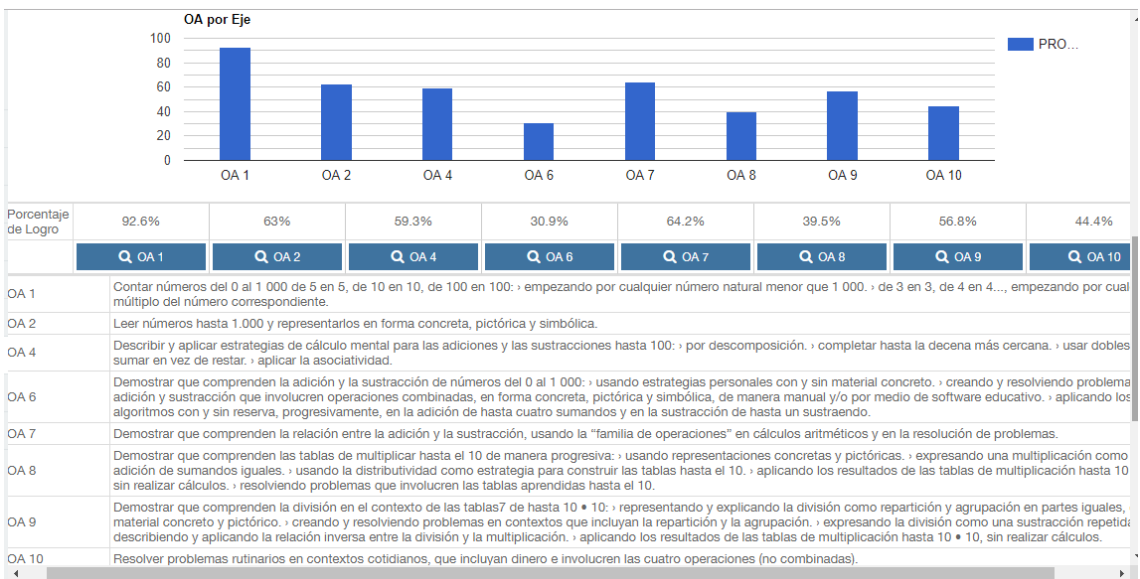 OA por Eje
100
80
60
40
20
0
PRO...
OA 1 OA 2 OA 4 OA 6 OA 7 OA 8 OA 9 OA 10
Porcentaje de Logro 92.6% 63% 59.3% 30.9% 64.2% 39.5% 56.8% 44.4%
OA 1 OA 2 OA 4 OA 6 OA 7 OA 8 OA 9 OA 10
OA 1 Contar números del 0 al 1 000 de 5 en 5, de 10 en 10, de 100 en 100: › empezando por cualquier número natural menor que 1 000. › de 3 en 3, de 4 en 4..., empezando por cual
múltiplo del número correspondiente.
OA 2 Leer números hasta 1.000 y representarlos en forma concreta, pictórica y simbólica.
OA 4 Describir y aplicar estrategias de cálculo mental para las adiciones y las sustracciones hasta 100: › por descomposición. › completar hasta la decena más cercana. › usar dobles
sumar en vez de restar. › aplicar la asociatividad.
OA 6 Demostrar que comprenden la adición y la sustracción de números del 0 al 1 000: › usando estrategias personales con y sin material concreto. › creando y resolviendo problema
adición y sustracción que involucren operaciones combinadas, en forma concreta, pictórica y simbólica, de manera manual y/o por medio de software educativo. › aplicando los
algoritmos con y sin reserva, progresivamente, en la adición de hasta cuatro sumandos y en la sustracción de hasta un sustraendo.
OA 7 Demostrar que comprenden la relación entre la adición y la sustracción, usando la "familia de operaciones" en cálculos aritméticos y en la resolución de problemas.
OA 8 Demostrar que comprenden las tablas de multiplicar hasta el 10 de manera progresiva: › usando representaciones concretas y pictóricas. › expresando una multiplicación como
adición de sumandos iguales. › usando la distributividad como estrategia para construir las tablas hasta el 10. › aplicando los resultados de las tablas de multiplicación hasta 10
sin realizar cálculos. › resolviendo problemas que involucren las tablas aprendidas hasta el 10.
OA 9 Demostrar que comprenden la división en el contexto de las tablas7 de hasta 10 • 10: › representando y explicando la división como repartición y agrupación en partes iguales,
material concreto y pictórico. › creando y resolviendo problemas en contextos que incluyan la repartición y la agrupación. › expresando la división como una sustracción repetida
describiendo y aplicando la relación inversa entre la división y la multiplicación. › aplicando los resultados de las tablas de multiplicación hasta 10 • 10, sin realizar cálculos.
OA 10 Resolver problemas rutinarios en contextos cotidianos, que incluyan dinero e involucren las cuatro operaciones (no combinadas).